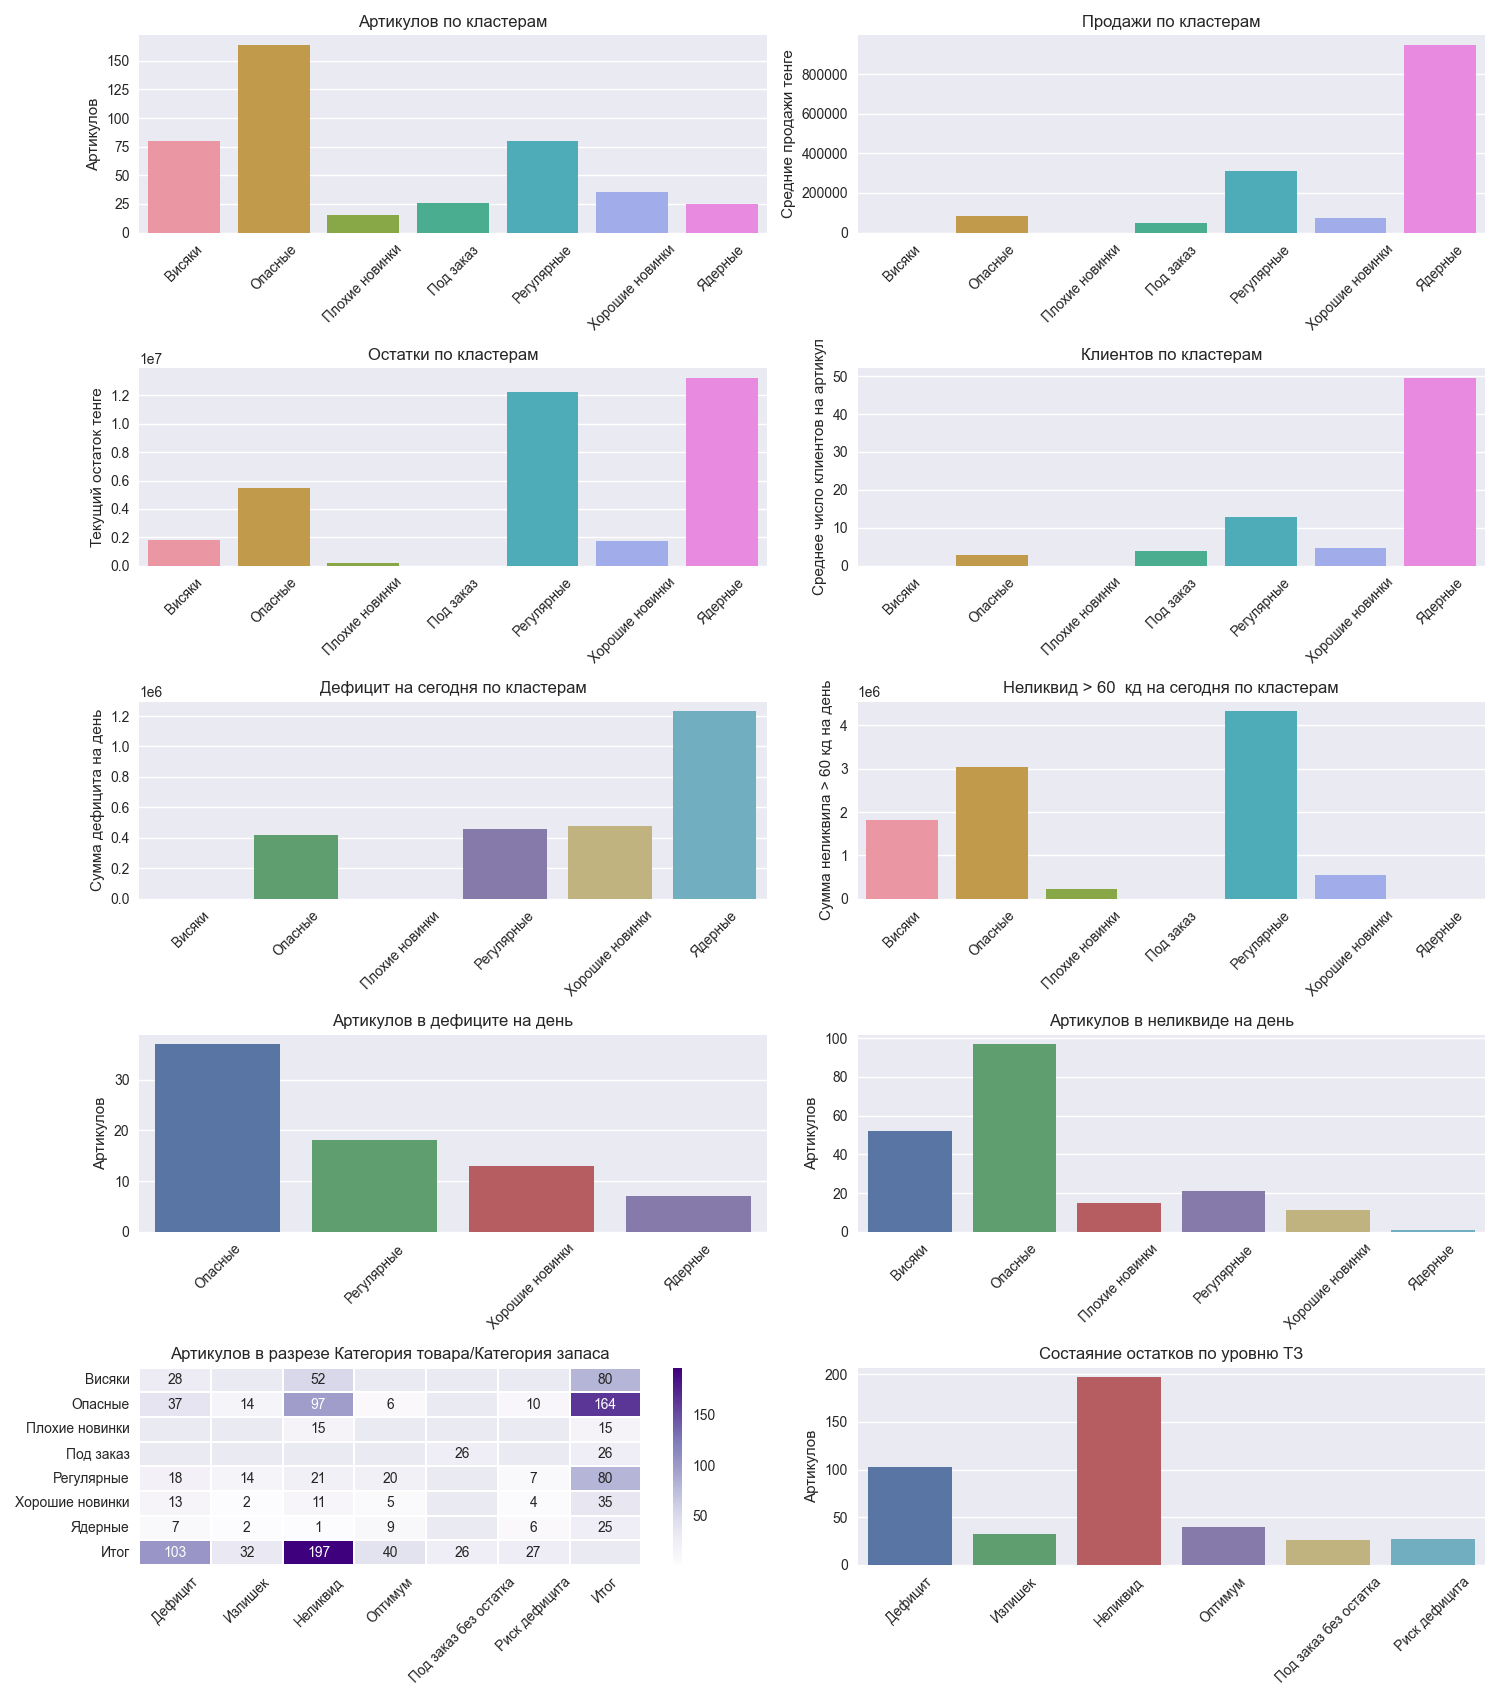 Артикулов по кластерам
Артикулов
150
125
100
75
50
25
0
Висяки
Опасные
Плохие новинки
Под заказ
Регулярные
Хорошие новинки
Ядерные
Продажи по кластерам
Средние продажи тенге
800000
600000
400000
200000
0
Висяки
Опасные
Плохие новинки
Под заказ
Регулярные
Хорошие новинки
Ядерные
Остатки по кластерам
1e7
Текущий остаток тенге
1.2
1.0
0.8
0.6
0.4
0.2
0.0
Висяки
Опасные
Плохие новинки
Под заказ
Регулярные
Хорошие новинки
Ядерные
Клиентов по кластерам
Среднее число клиентов на артикул
50
40
30
20
10
0
Висяки
Опасные
Плохие новинки
Под заказ
Регулярные
Хорошие новинки
Ядерные
Дефицит на сегодня по кластерам
1e6
Сумма дефицита на день
1.2
1.0
0.8
0.6
0.4
0.2
0.0
Висяки
Опасные
Плохие новинки
Регулярные
Хорошие новинки
Ядерные
Неликвид > 60 кд на сегодня по кластерам
1e6
Сумма неликвила > 60 кд на день
4
3
2
1
0
Висяки
Опасные
Плохие новинки
Под заказ
Регулярные
Хорошие новинки
Ядерные
Артикулов в дефиците на день
Артикулов
30
20
10
0
Опасные
Регулярные
Хорошие новинки
Ядерные
Артикулов в неликвиде на день
Артикулов
100
80
60
40
20
0
Висяки
Опасные
Плохие новинки
Регулярные
Хорошие новинки
Ядерные
Артикулов в разрезе Категория товара/Категория запаса
Висяки 28 52 80
Опасные 37 14 97 6 10 164
Плохие новинки 15 15
Под заказ 26 26
Регулярные 18 14 21 20 7 80
Хорошие новинки 13 2 11 5 4 35
Ядерные 7 2 1 9 6 25
Итог 103 32 197 40 26 27
Дефицит
Излишек
Неликвид
Оптимум
Под заказ без остатка
Риск дефицита
Итог
150
100
50
Состаяние остатков по уровню ТЗ
Артикулов
200
150
100
50
0
Дефицит
Излишек
Неликвид
Оптимум
Под заказ без остатка
Риск дефицита